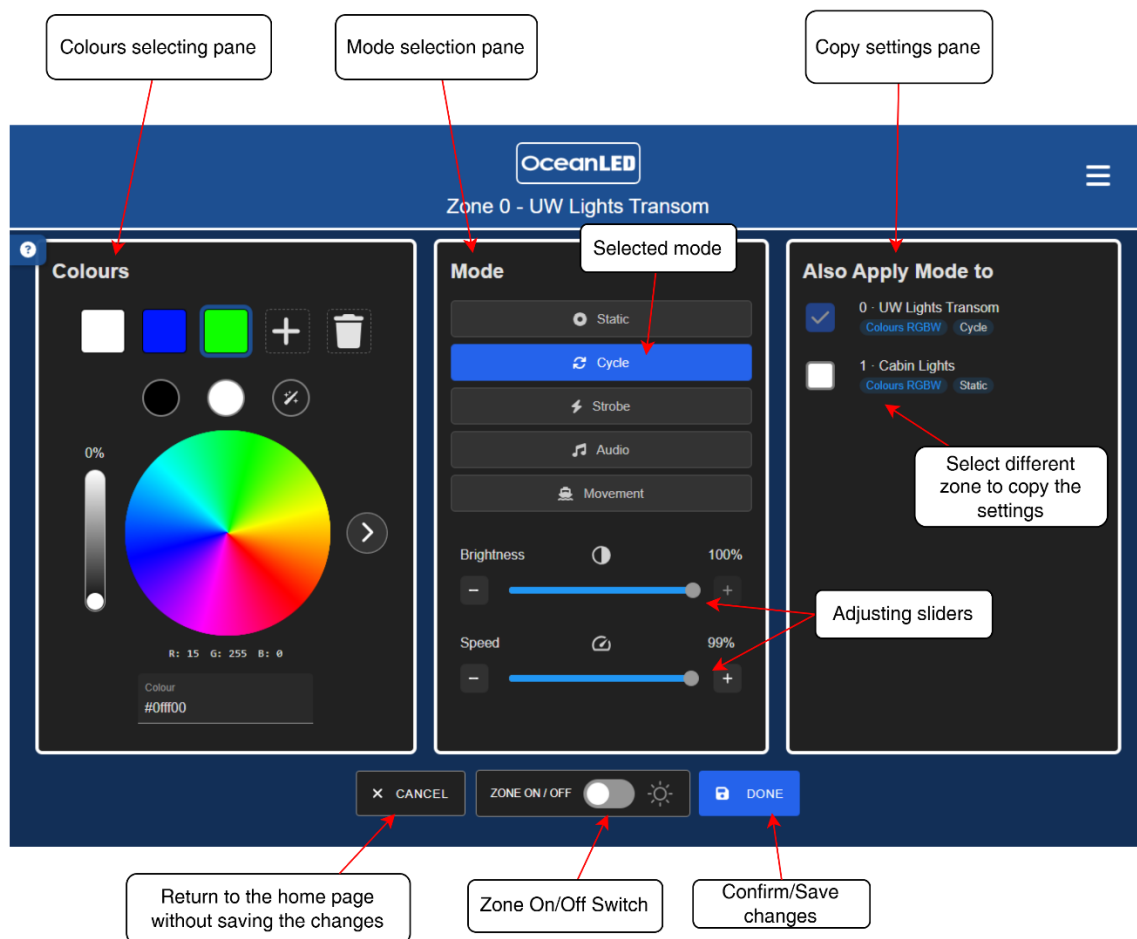 Colours selecting pane
Mode selection pane
Copy settings pane
OceanLED
Zone 0 - UW Lights Transom
?
Colours
0%
R: 15 G: 255 B: 0
Colour
#0fff00
Mode
Selected mode
Static
Cycle
Strobe
Audio
Movement
Brightness
100%
Speed
99%
Also Apply Mode to
0 · UW Lights Transom
Colours RGBW Cycle
1 · Cabin Lights
Colours RGBW Static
Select different
zone to copy the
settings
Adjusting sliders
CANCEL
ZONE ON / OFF
DONE
Return to the home page
without saving the changes
Zone On/Off Switch
Confirm/Save
changes